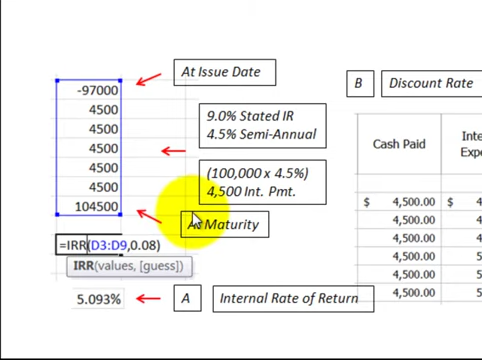 At Issue Date
-97000
4500
4500
4500
4500
4500
104500
9.0% Stated IR
4.5% Semi-Annual
(100,000 x 4.5%)
4,500 Int. Pmt.
At Maturity
=IRR(D3:D9,0.08)
IRR(values, [guess])
5.093%
A
Internal Rate of Return
B
Discount Rate
Cash Paid
$ 4,500.00 $
4,500.00
4,500.00
4,500.00
4,500.00
4,500.00